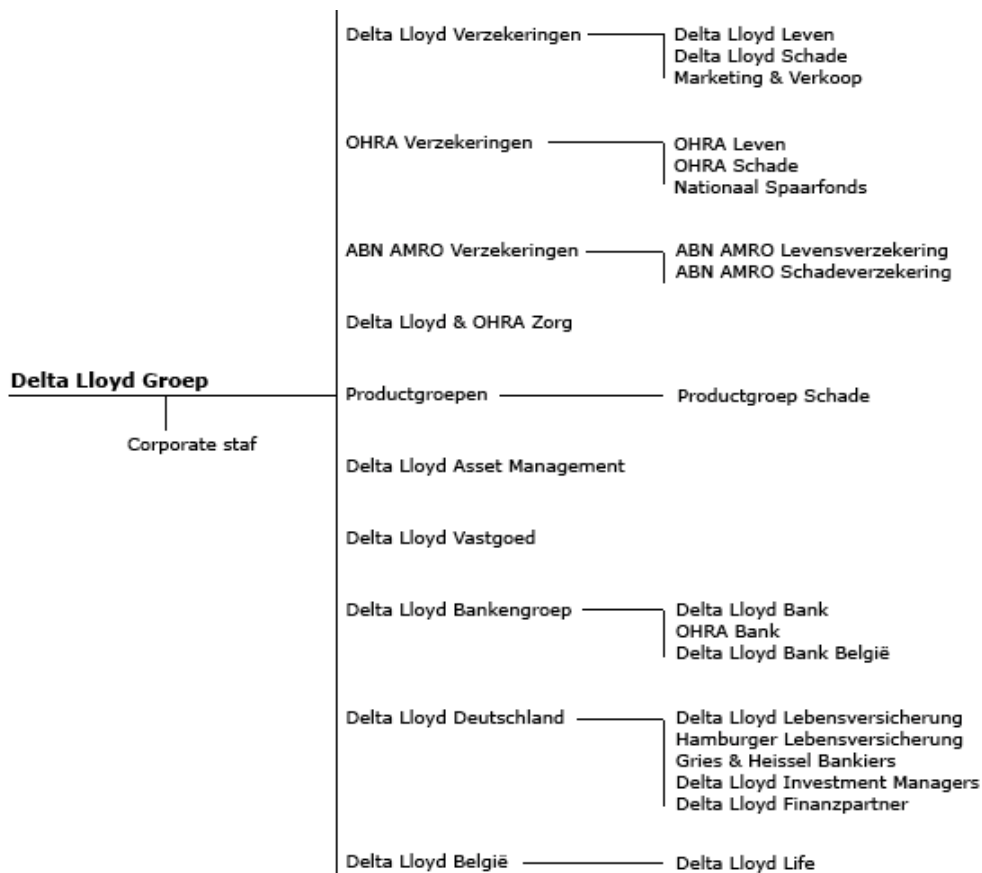 Delta Lloyd Groep
Corporate staf
Delta Lloyd Verzekeringen
Delta Lloyd Leven
Delta Lloyd Schade
Marketing & Verkoop
OHRA Verzekeringen
OHRA Leven
OHRA Schade
Nationaal Spaarfonds
ABN AMRO Verzekeringen
ABN AMRO Levensverzekering
ABN AMRO Schadeverzekering
Delta Lloyd & OHRA Zorg
Productgroepen
Productgroep Schade
Delta Lloyd Asset Management
Delta Lloyd Vastgoed
Delta Lloyd Bankengroep
Delta Lloyd Bank
OHRA Bank
Delta Lloyd Bank België
Delta Lloyd Deutschland
Delta Lloyd Lebensversicherung
Hamburger Lebensversicherung
Gries & Heissel Bankiers
Delta Lloyd Investment Managers
Delta Lloyd Finanzpartner
Delta Lloyd België
Delta Lloyd Life